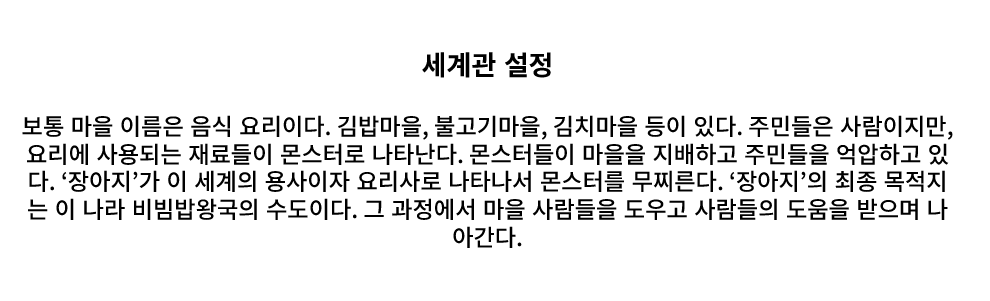 세계관 설정
보통 마을 이름은 음식 요리이다. 김밥마을, 불고기마을, 김치마을 등이 있다. 주민들은 사람이지만,
요리에 사용되는 재료들이 몬스터로 나타난다. 몬스터들이 마을을 지배하고 주민들을 억압하고 있
다. ‘장아지’가 이 세계의 용사이자 요리사로 나타나서 몬스터를 무찌른다. ‘장아지’의 최종 목적지
는 이 나라 비빔밥왕국의 수도이다. 그 과정에서 마을 사람들을 도우고 사람들의 도움을 받으며 나
아간다.